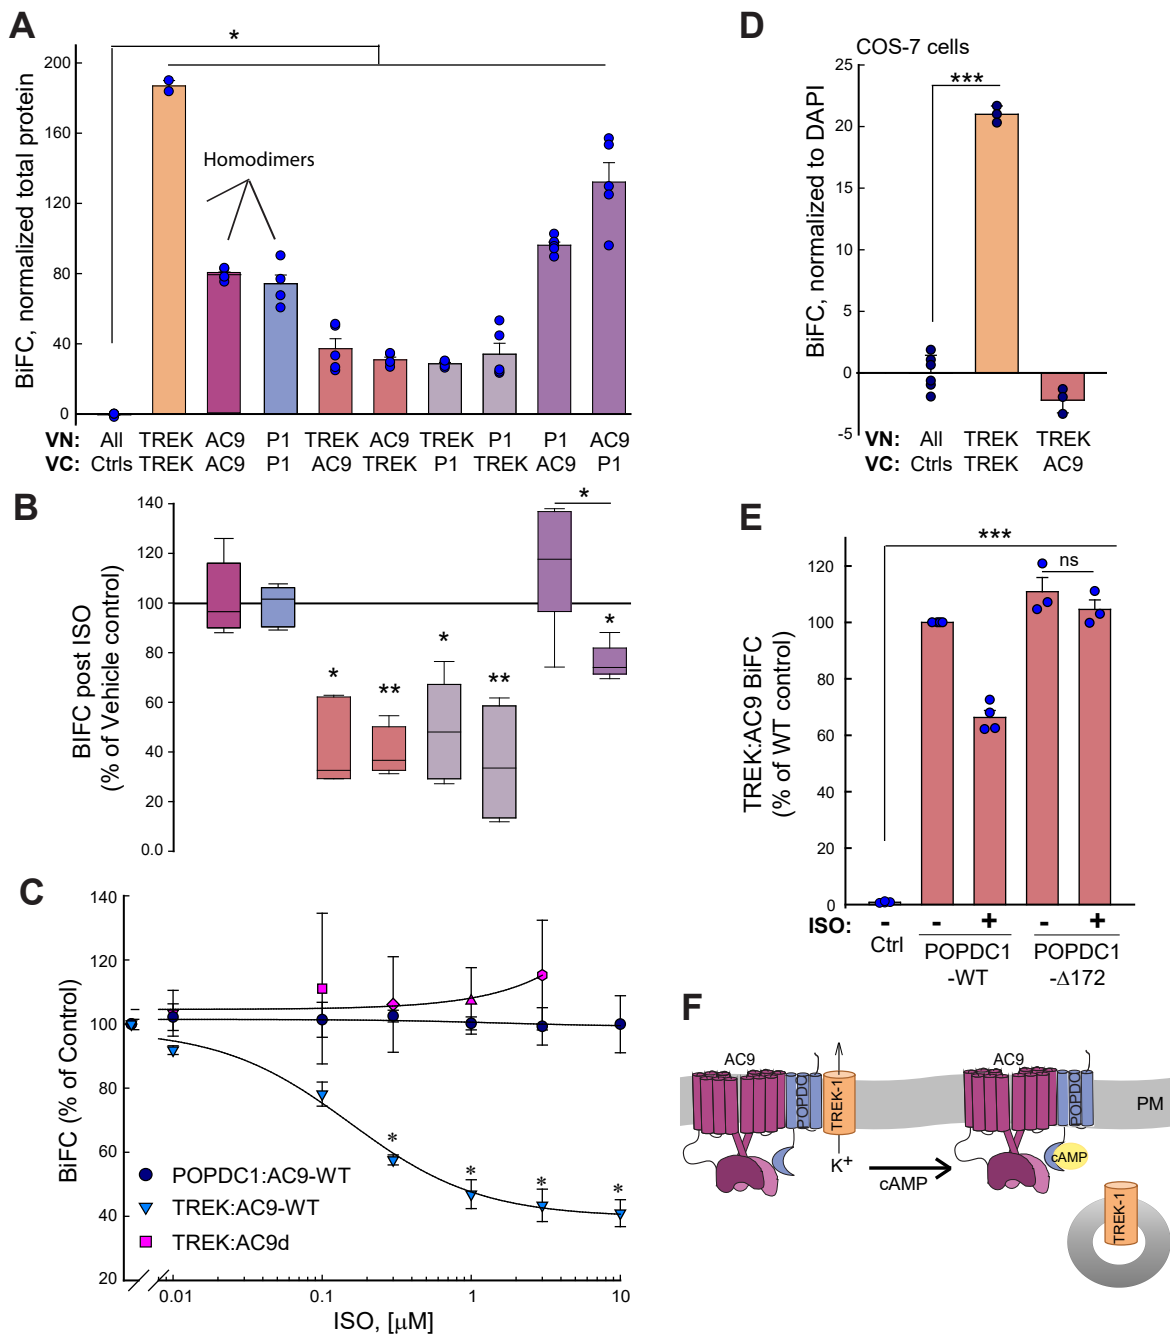 A
*
BiFC, normalized total protein
200
160
120
80
40
0
Homodimers
VN: All TREK AC9 P1 TREK AC9 TREK P1 P1 AC9
VC: Ctrls TREK AC9 P1 AC9 TREK P1 TREK AC9 P1
D
COS-7 cells
***
BiFC, normalized to DAPI
25
20
15
10
5
0
-5
VN: All TREK TREK
VC: Ctrls TREK AC9
B
BIFC post ISO
(% of Vehicle control)
140
120
100
80
60
40
20
0.0
* ** * ** * *
E
TREK:AC9 BiFC
(% of WT control)
120
100
80
60
40
20
0
***
ns
ISO: - - + - +
Ctrl POPDC1 POPDC1
-WT -Δ172
C
BiFC (% of Control)
140
120
100
80
60
40
20
* * * *
POPDC1:AC9-WT
TREK:AC9-WT
TREK:AC9d
0.01 0.1 1 10
ISO, [μM]
F
AC9
POPDC
TREK-1
K+
cAMP
AC9
POPDC
cAMP
PM
TREK-1